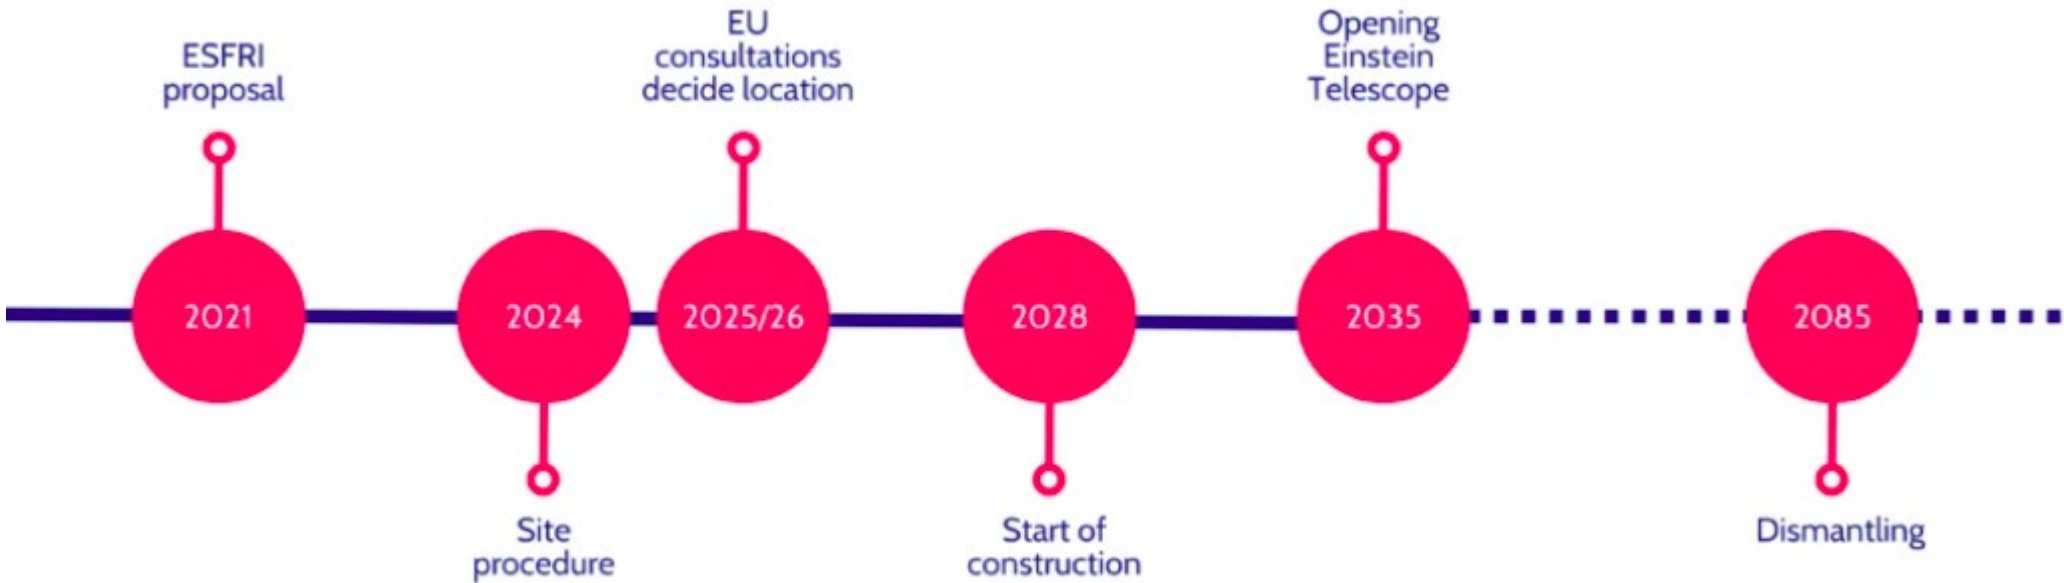 ESFRI
proposal
EU
consultations
decide location
Opening
Einstein
Telescope
2021
2024
2025/26
2028
2035
2085
Site
procedure
Start of
construction
Dismantling